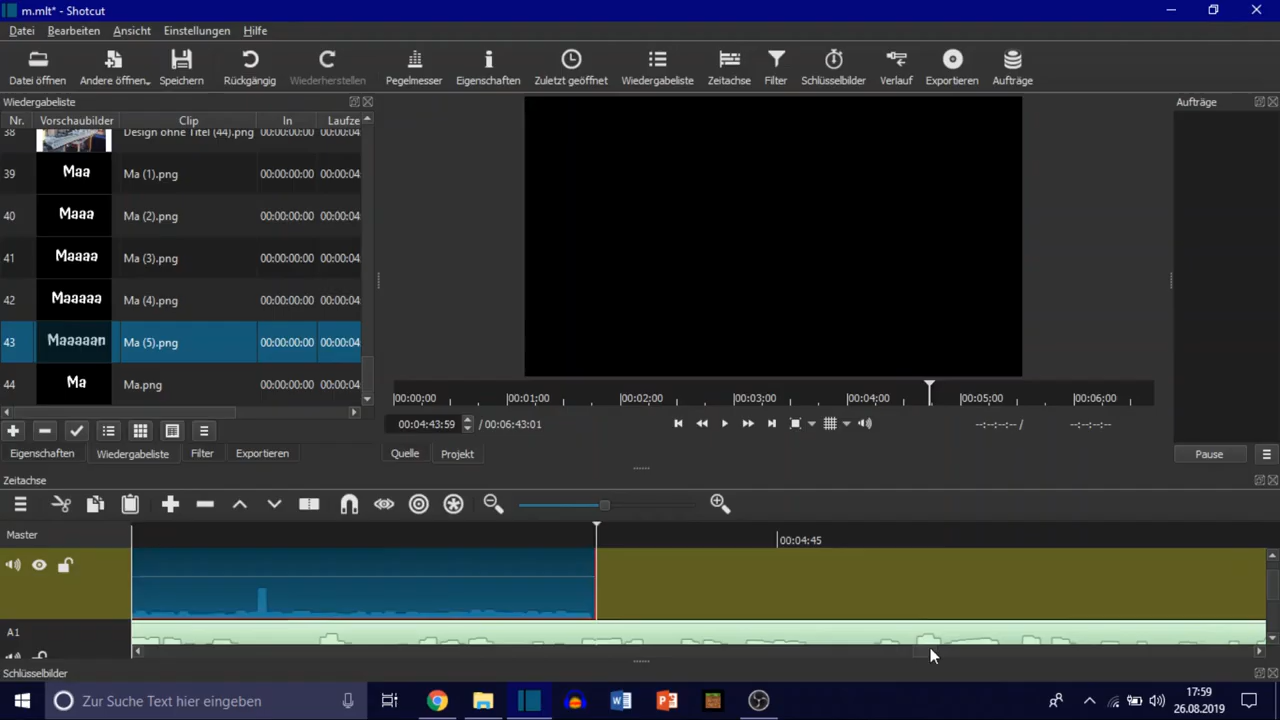 m.mlt* - Shotcut
Datei Bearbeiten Ansicht Einstellungen Hilfe
Datei öffnen Andere öffnen... Speichern Rückgängig Wiederherstellen Pegelmesser Eigenschaften Zuletzt geöffnet Wiedergabeliste Zeitachse Filter Schlüsselbilder Verlauf Exportieren Aufträge
Wiedergabeliste
Aufträge
Nr. Vorschaubilder Clip In Laufze
38 Design ohne Titel (44).png 00:00:00:00 00:00:04
39 Maa Ma (1).png 00:00:00:00 00:00:04
40 Maaa Ma (2).png 00:00:00:00 00:00:04
41 Maaaa Ma (3).png 00:00:00:00 00:00:04
42 Maaaaa Ma (4).png 00:00:00:00 00:00:04
43 Maaaaan Ma (5).png 00:00:00:00 00:00:04
44 Ma Ma.png 00:00:00:00 00:00:04
00:00;00 00:01;00 00:02;00 00:03;00 00:04;00 00:05;00 00:06;00
00:04:43:59 / 00:06:43:01 --:--:--:-- / --:--:--:--
Eigenschaften Wiedergabeliste Filter Exportieren Quelle Projekt Pause
Zeitachse
Master 00:04:45
A1
Schlüsselbilder
Zur Suche Text hier eingeben
17:59
26.08.2019